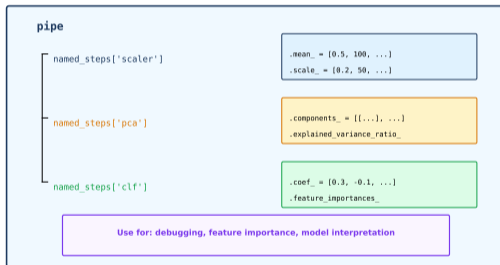 pipe
named_steps['scaler']
.mean_ = [0.5, 100, ...]
.scale_ = [0.2, 50, ...]
named_steps['pca']
.components_ = [[...], ...]
.explained_variance_ratio_
named_steps['clf']
.coef_ = [0.3, -0.1, ...]
.feature_importances_
Use for: debugging, feature importance, model interpretation